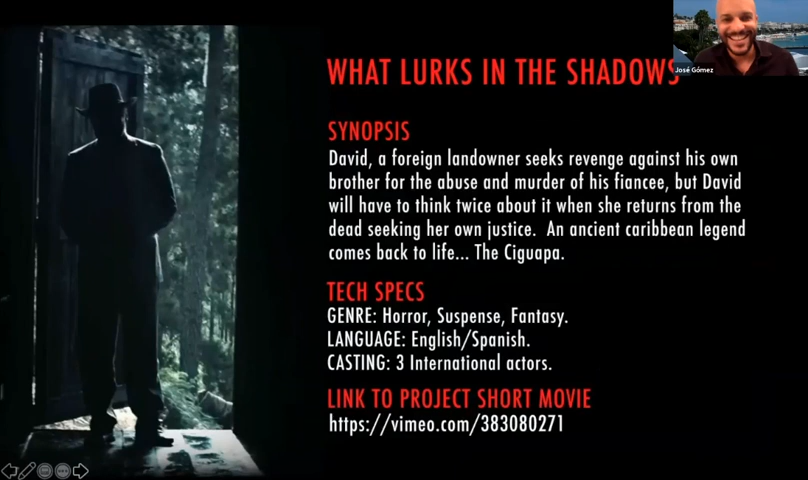 WHAT LURKS IN THE SHADOWS
José Gómez
SYNOPSIS
David, a foreign landowner seeks revenge against his own
brother for the abuse and murder of his fiancee, but David
will have to think twice about it when she returns from the
dead seeking her own justice. An ancient caribbean legend
comes back to life... The Ciguapa.
TECH SPECS
GENRE: Horror, Suspense, Fantasy.
LANGUAGE: English/Spanish.
CASTING: 3 International actors.
LINK TO PROJECT SHORT MOVIE
https://vimeo.com/383080271